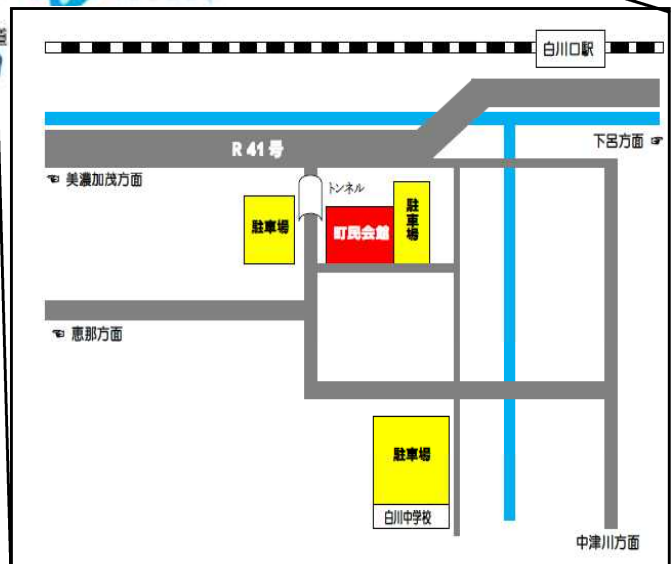 白川口駅
下呂方面 ☞
R 41 号
☜ 美濃加茂方面
トンネル
駐車場
町民会館
駐車場
☜ 恵那方面
駐車場
白川中学校
中津川方面